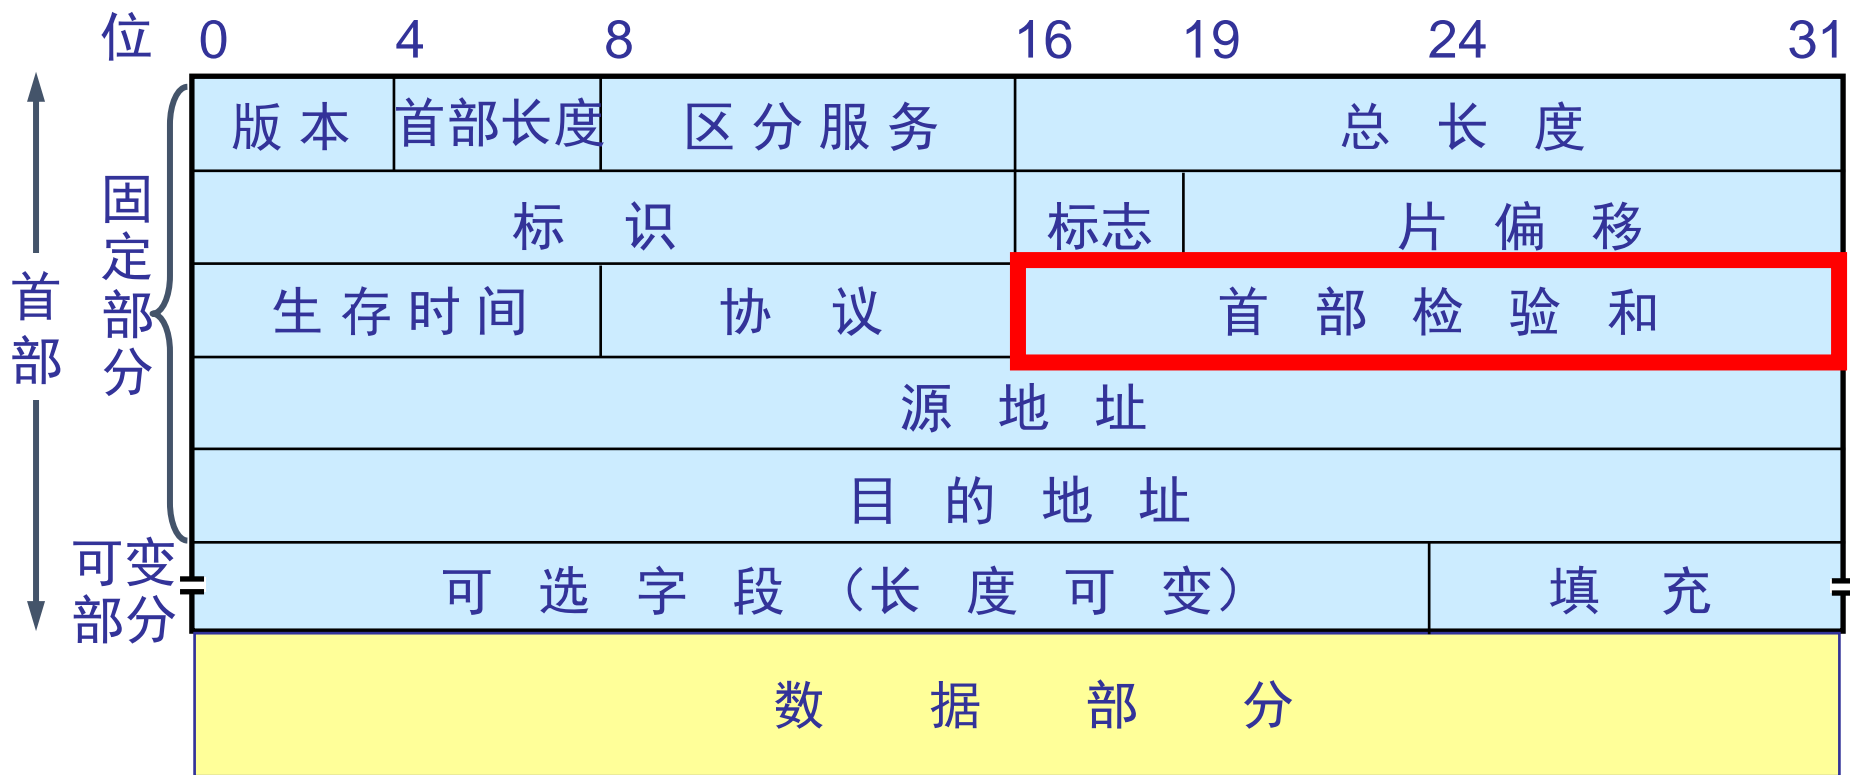 位 0 4 8 16 19 24 31
版 本 首部长度 区 分 服 务 总 长 度
标 识 标志 片 偏 移
生 存 时 间 协 议 首 部 检 验 和
源 地 址
目 的 地 址
可 选 字 段 （长 度 可 变） 填 充
数 据 部 分
首部
固定部分
可变
部分